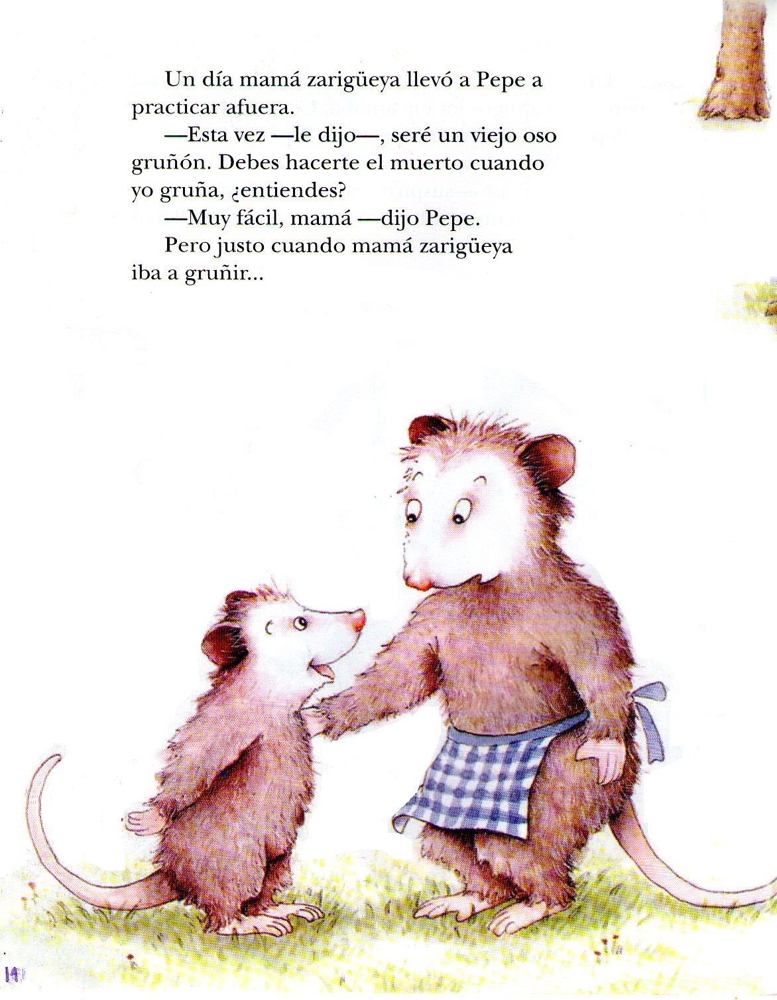 Un día mamá zarigüeya llevó a Pepe a
practicar afuera.
—Esta vez —le dijo—, seré un viejo oso
gruñón. Debes hacerte el muerto cuando
yo gruña, ¿entiendes?
—Muy fácil, mamá —dijo Pepe.
Pero justo cuando mamá zarigüeya
iba a gruñir...
14